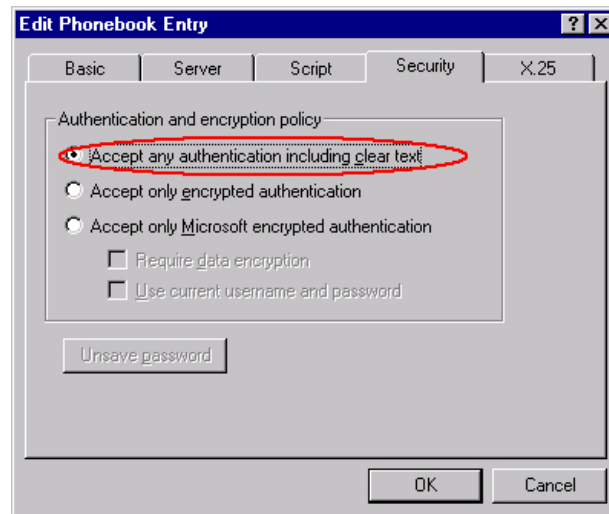 Edit Phonebook Entry
Basic Server Script Security X.25
Authentication and encryption policy
Accept any authentication including clear text
Accept only encrypted authentication
Accept only Microsoft encrypted authentication
Require data encryption
Use current username and password
Unsave password
OK Cancel